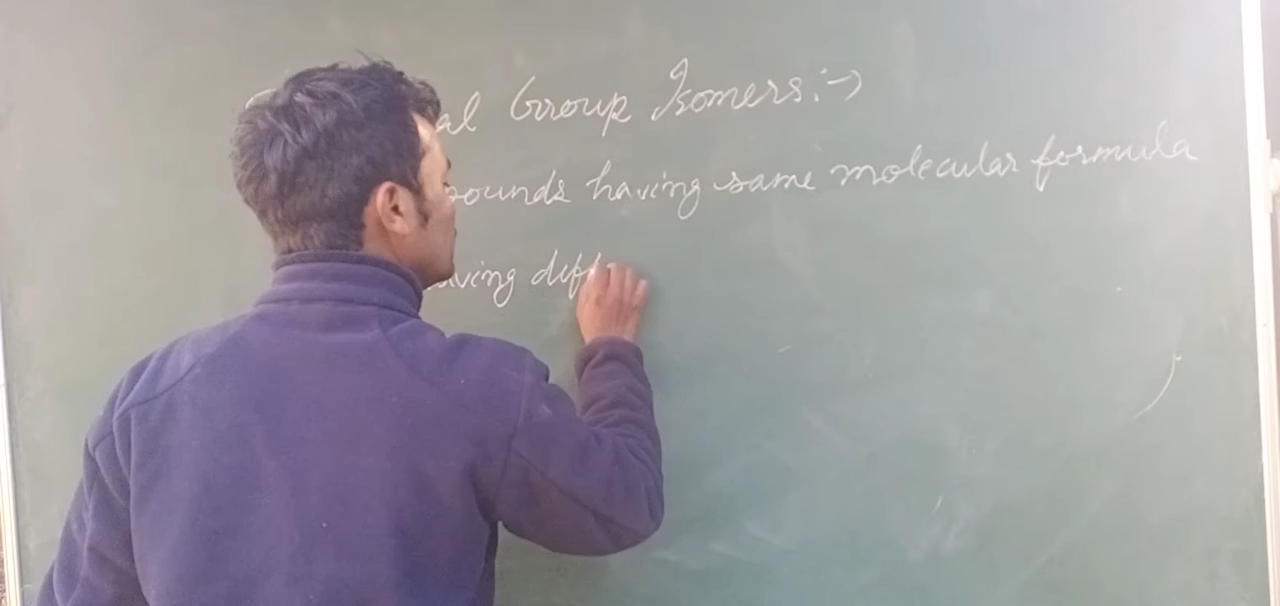 al Group Isomers:->
ounds having same molecular formula
ving diff